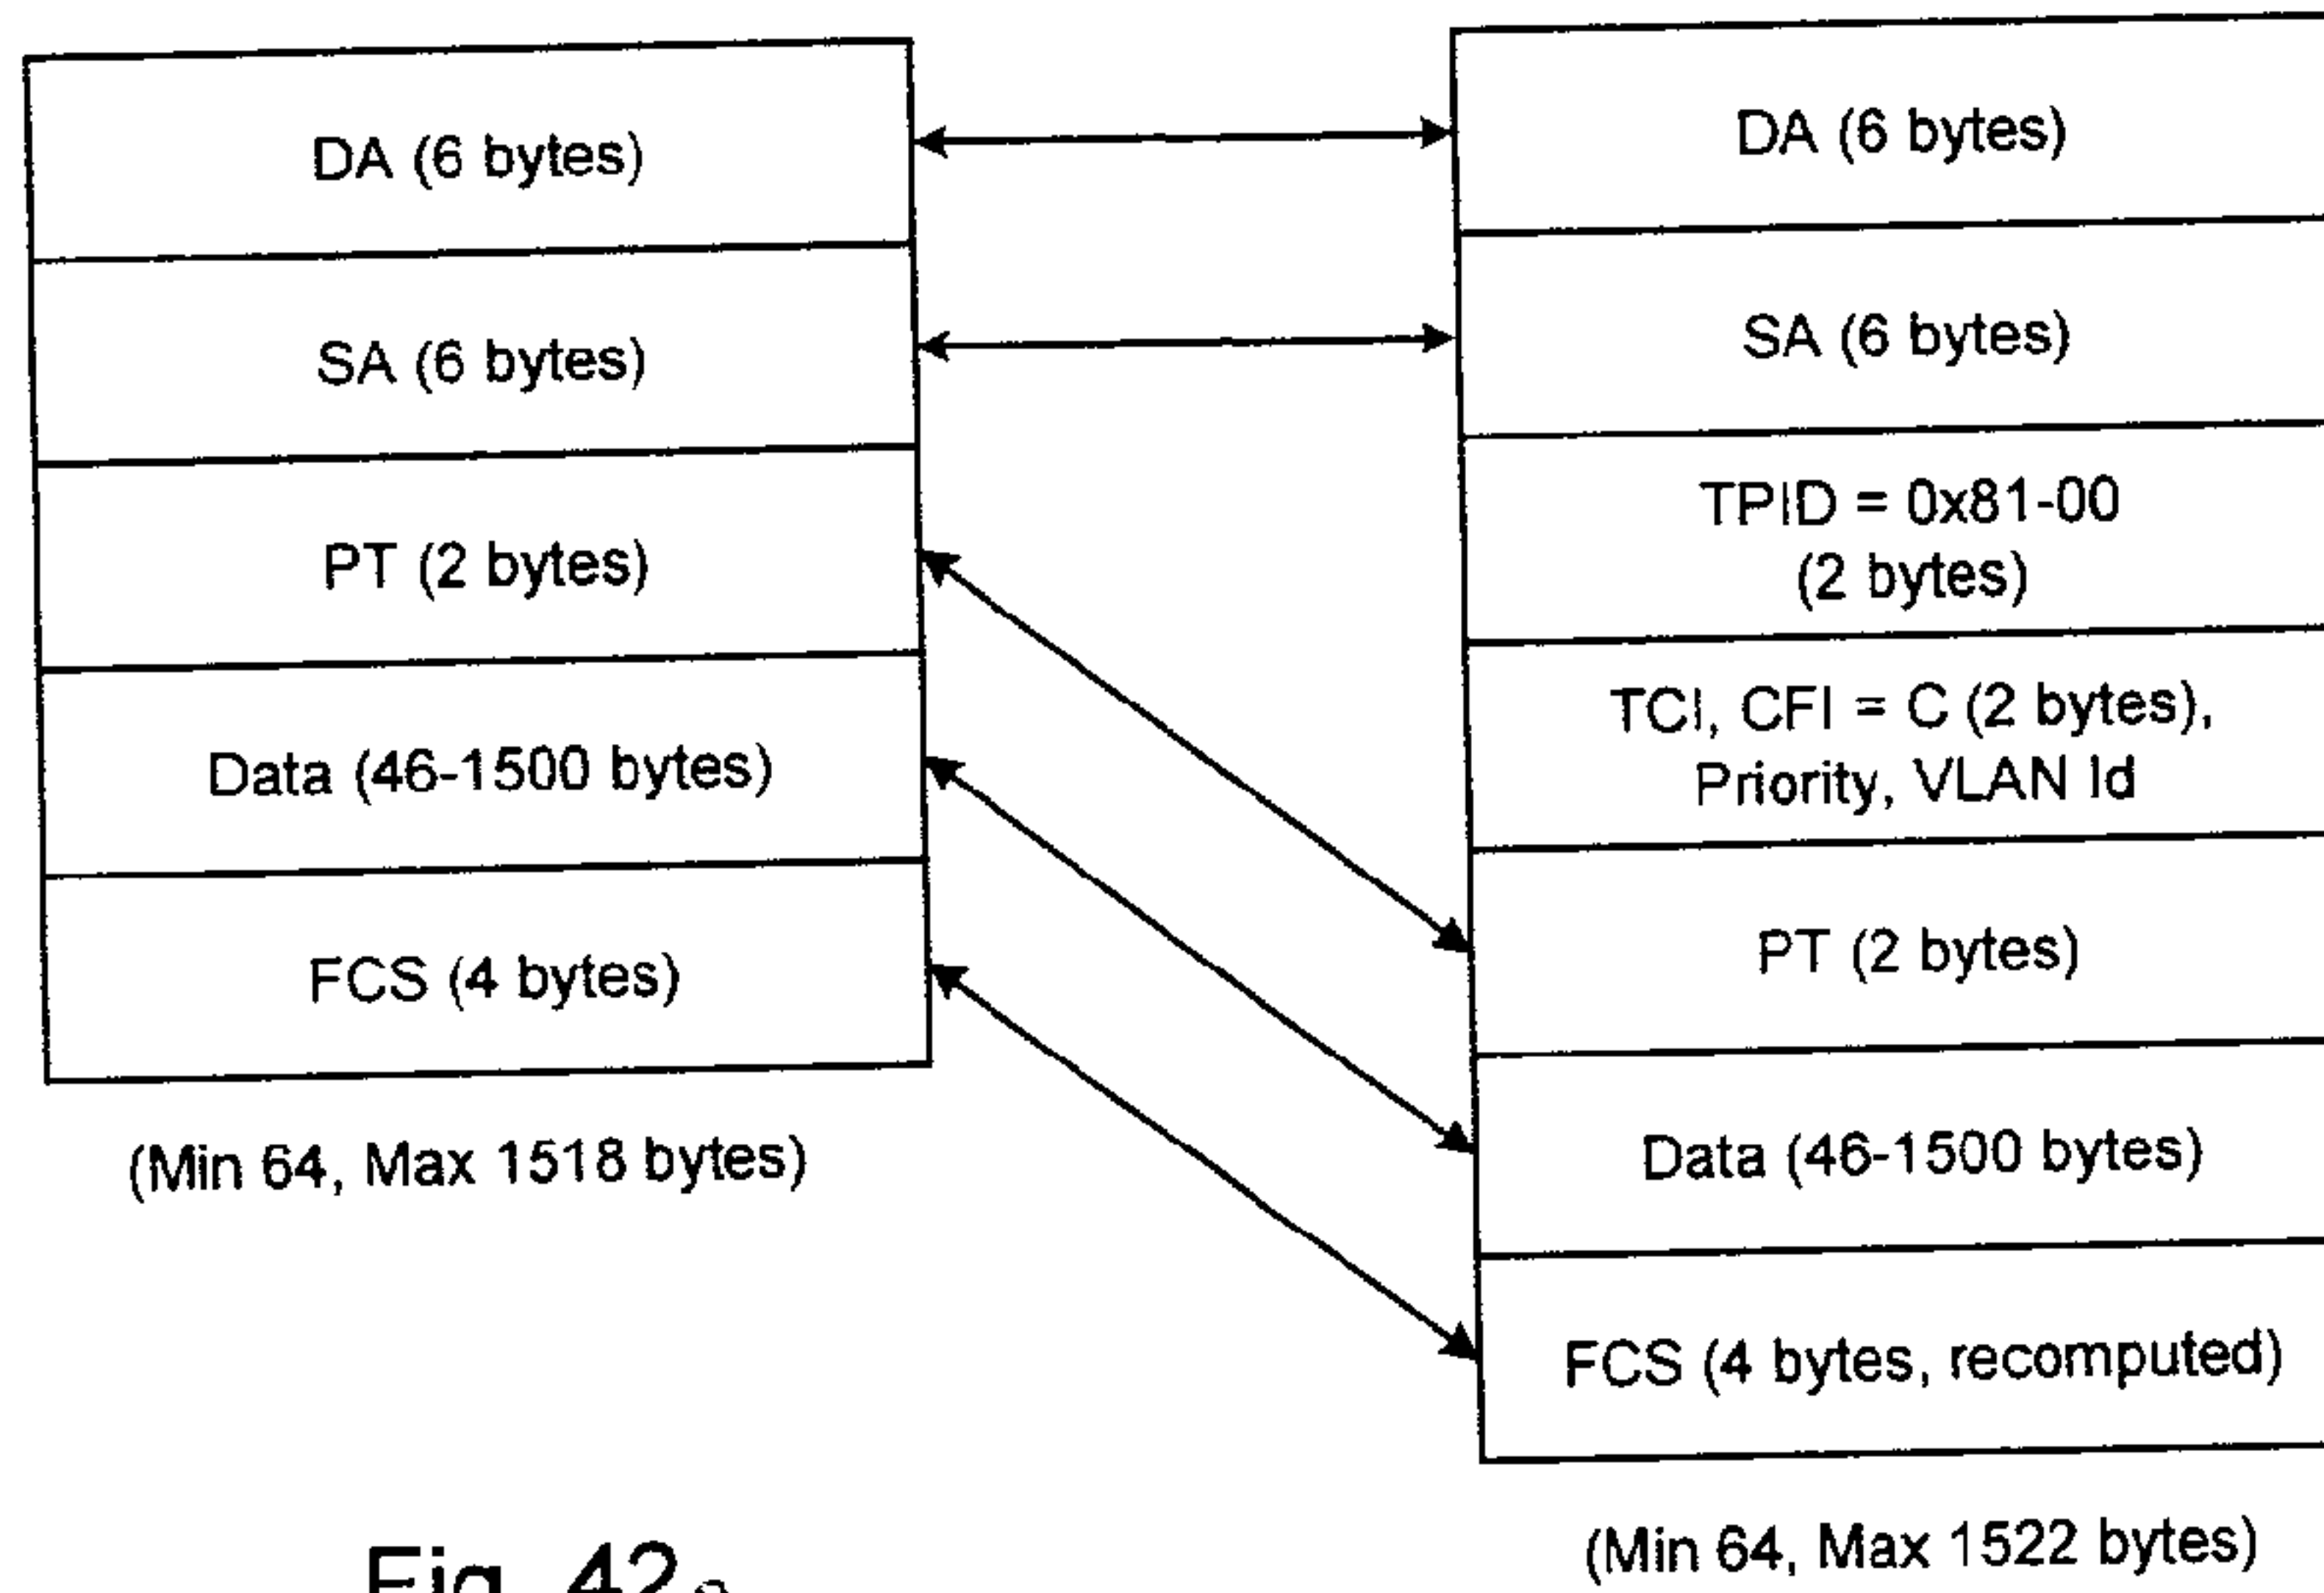 DA (6 bytes)
SA (6 bytes)
PT (2 bytes)
Data (46-1500 bytes)
FCS (4 bytes)
(Min 64, Max 1518 bytes)
DA (6 bytes)
SA (6 bytes)
TPID = 0x81-00
(2 bytes)
TCI, CFI = C (2 bytes),
Priority, VLAN Id
PT (2 bytes)
Data (46-1500 bytes)
FCS (4 bytes, recomputed)
(Min 64, Max 1522 bytes)
Fig. 42